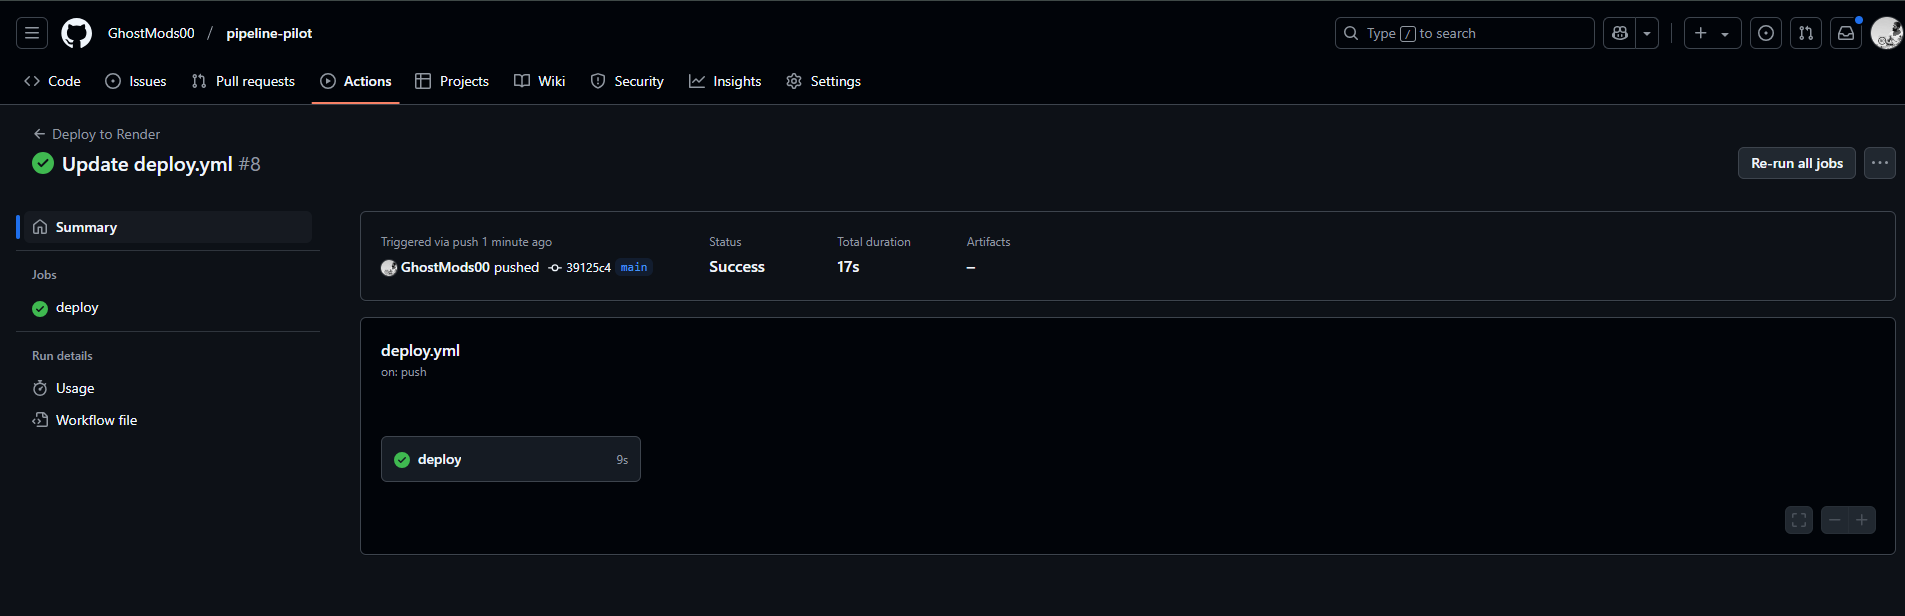 GhostMods00 / pipeline-pilot
Type / to search
Code Issues Pull requests Actions Projects Wiki Security Insights Settings
← Deploy to Render
Update deploy.yml #8
Re-run all jobs
Summary
Jobs
deploy
Run details
Usage
Workflow file
Triggered via push 1 minute ago
GhostMods00 pushed 39125c4 main
Status
Success
Total duration
17s
Artifacts
–
deploy.yml
on: push
deploy 9s